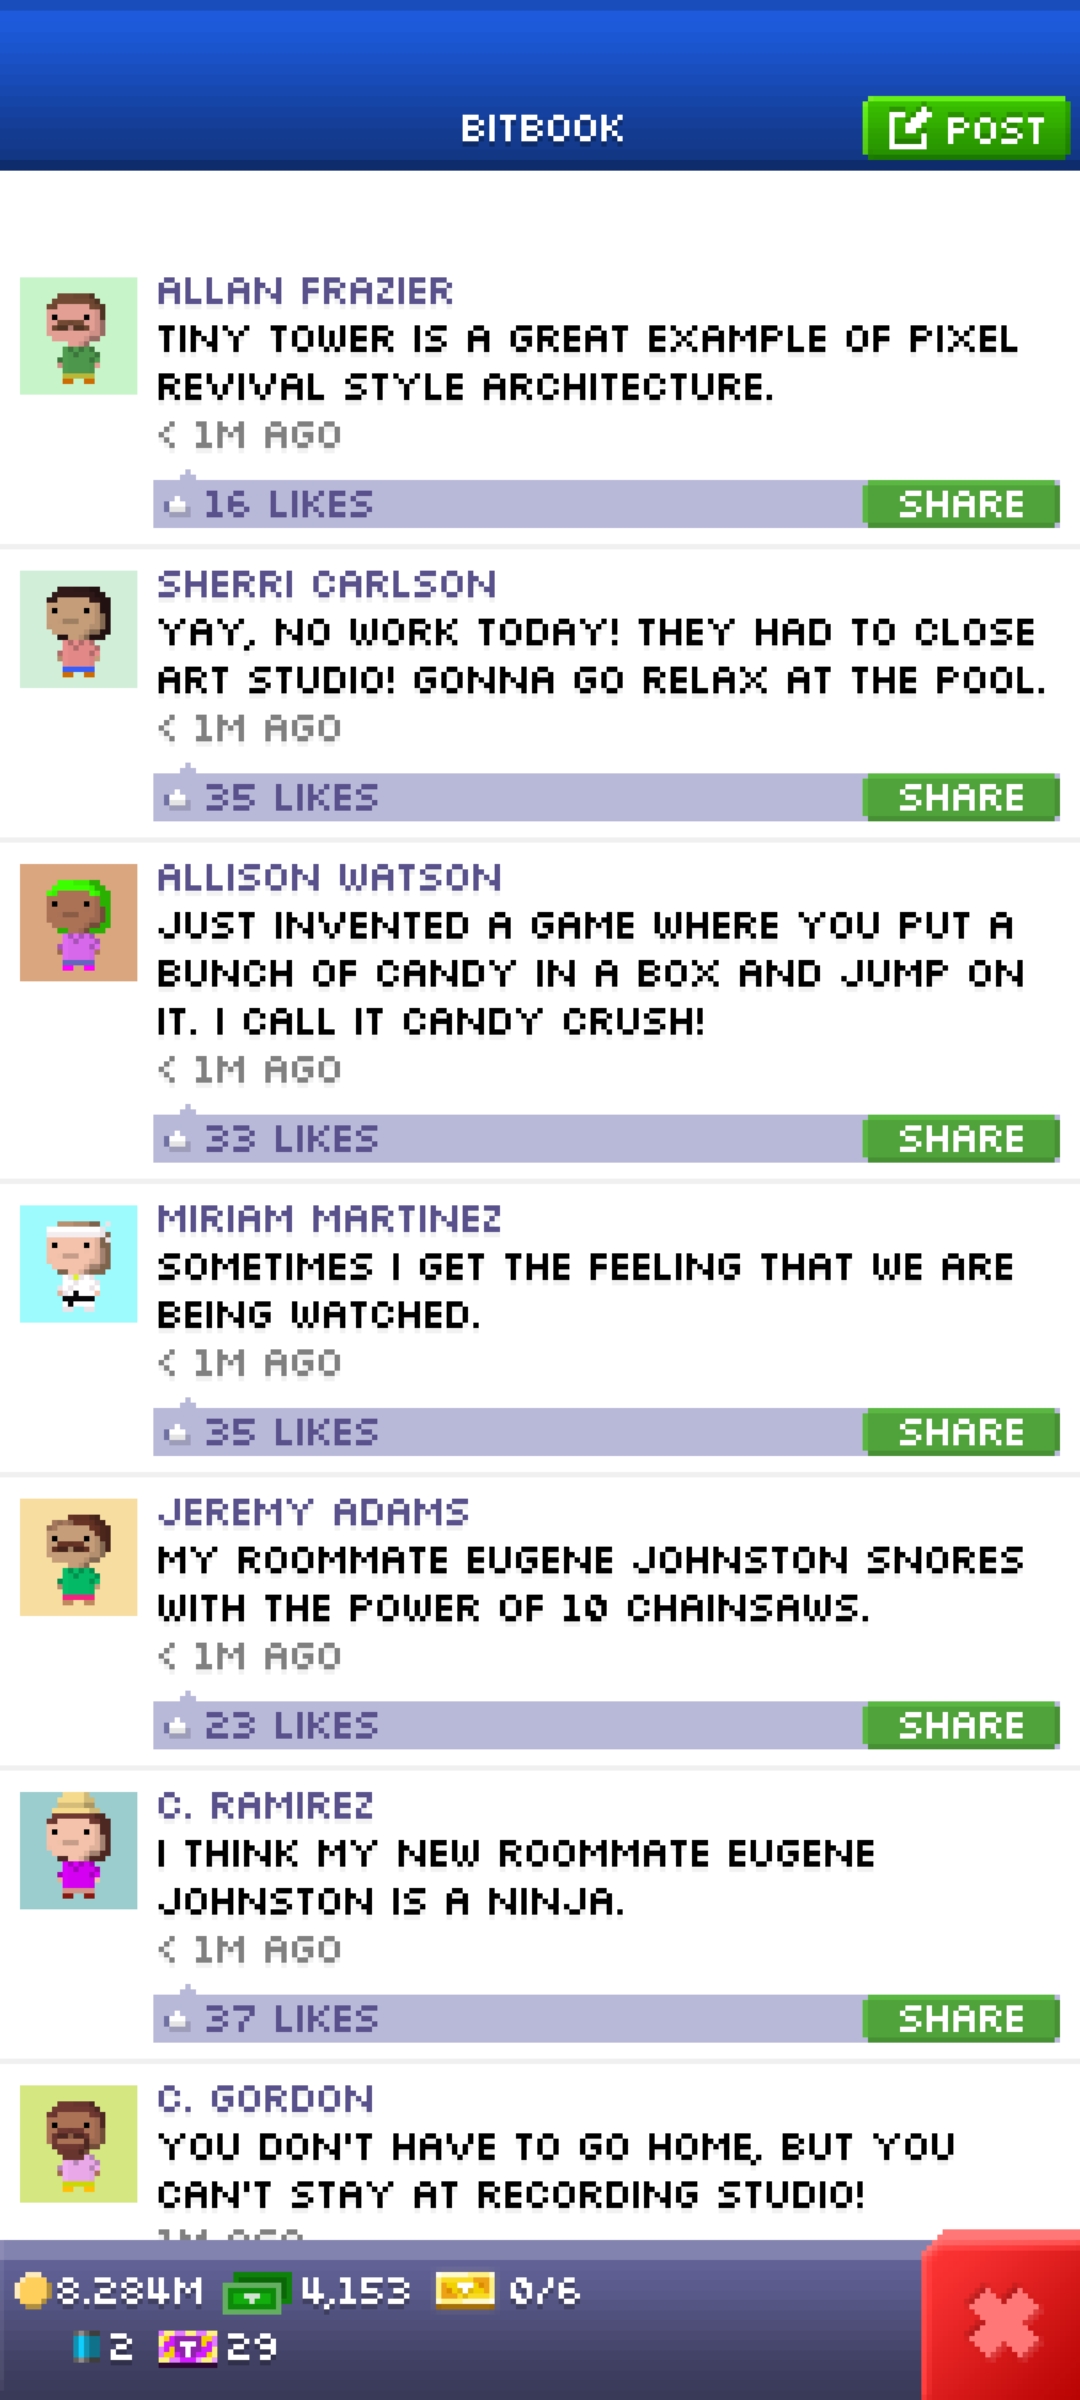 BITBOOK
POST
ALLAN FRAZIER
TINY TOWER IS A GREAT EXAMPLE OF PIXEL
REVIVAL STYLE ARCHITECTURE.
< 1M AGO
16 LIKES
SHARE
SHERRI CARLSON
YAY, NO WORK TODAY! THEY HAD TO CLOSE
ART STUDIO! GONNA GO RELAX AT THE POOL.
< 1M AGO
35 LIKES
SHARE
ALLISON WATSON
JUST INVENTED A GAME WHERE YOU PUT A
BUNCH OF CANDY IN A BOX AND JUMP ON
IT. I CALL IT CANDY CRUSH!
< 1M AGO
33 LIKES
SHARE
MIRIAM MARTINEZ
SOMETIMES I GET THE FEELING THAT WE ARE
BEING WATCHED.
< 1M AGO
35 LIKES
SHARE
JEREMY ADAMS
MY ROOMMATE EUGENE JOHNSTON SNORES
WITH THE POWER OF 10 CHAINSAWS.
< 1M AGO
23 LIKES
SHARE
C. RAMIREZ
I THINK MY NEW ROOMMATE EUGENE
JOHNSTON IS A NINJA.
< 1M AGO
37 LIKES
SHARE
C. GORDON
YOU DON'T HAVE TO GO HOME, BUT YOU
CAN'T STAY AT RECORDING STUDIO!
1M AGO
8.284M 4,153 0/6
2 29